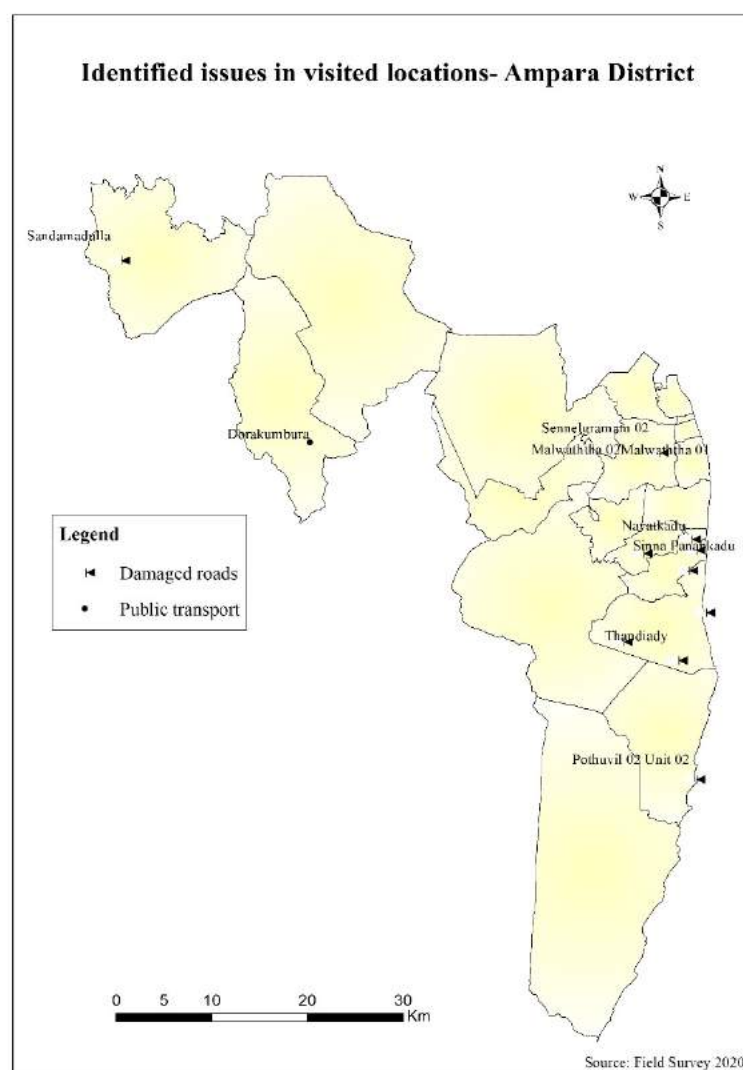 Identified issues in visited locations- Ampara District
N
W E
S
Sandamadulla
Dorakumbura
Sennelgramam 02
Malwaththa 02 Malwaththa 01
Navatkadu
Sinna Panankadu
Thandiady
Pothuvil 02 Unit 02
Legend
Damaged roads
Public transport
0 5 10 20 30
Km
Source: Field Survey 2020